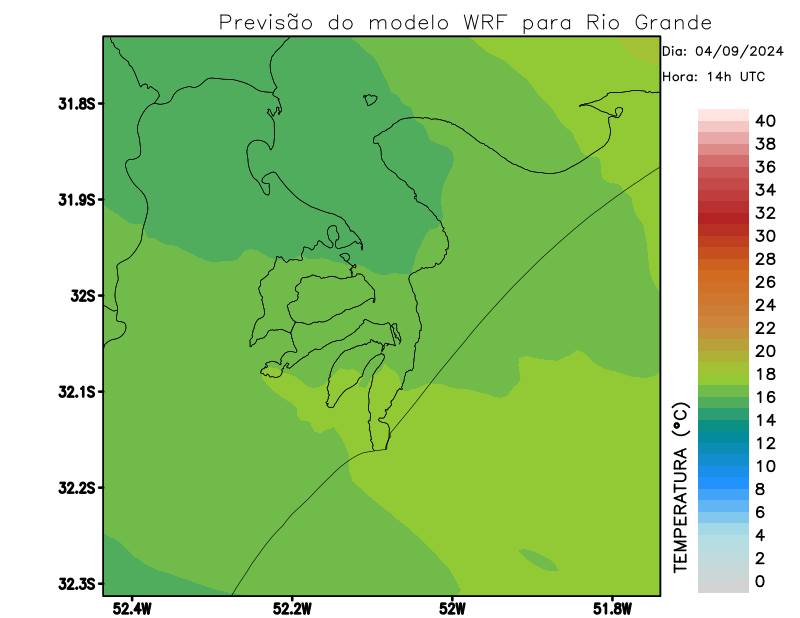 Previsão do modelo WRF para Rio Grande
Dia: 04/09/2024
Hora: 14h UTC
31.8S
31.9S
32S
32.1S
32.2S
32.3S
52.4W
52.2W
52W
51.8W
TEMPERATURA (°C)
40
38
36
34
32
30
28
26
24
22
20
18
16
14
12
10
8
6
4
2
0